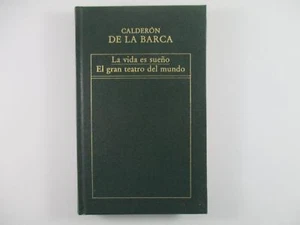 CALDERÓN
DE LA BARCA
La vida es sueño
El gran teatro del mundo